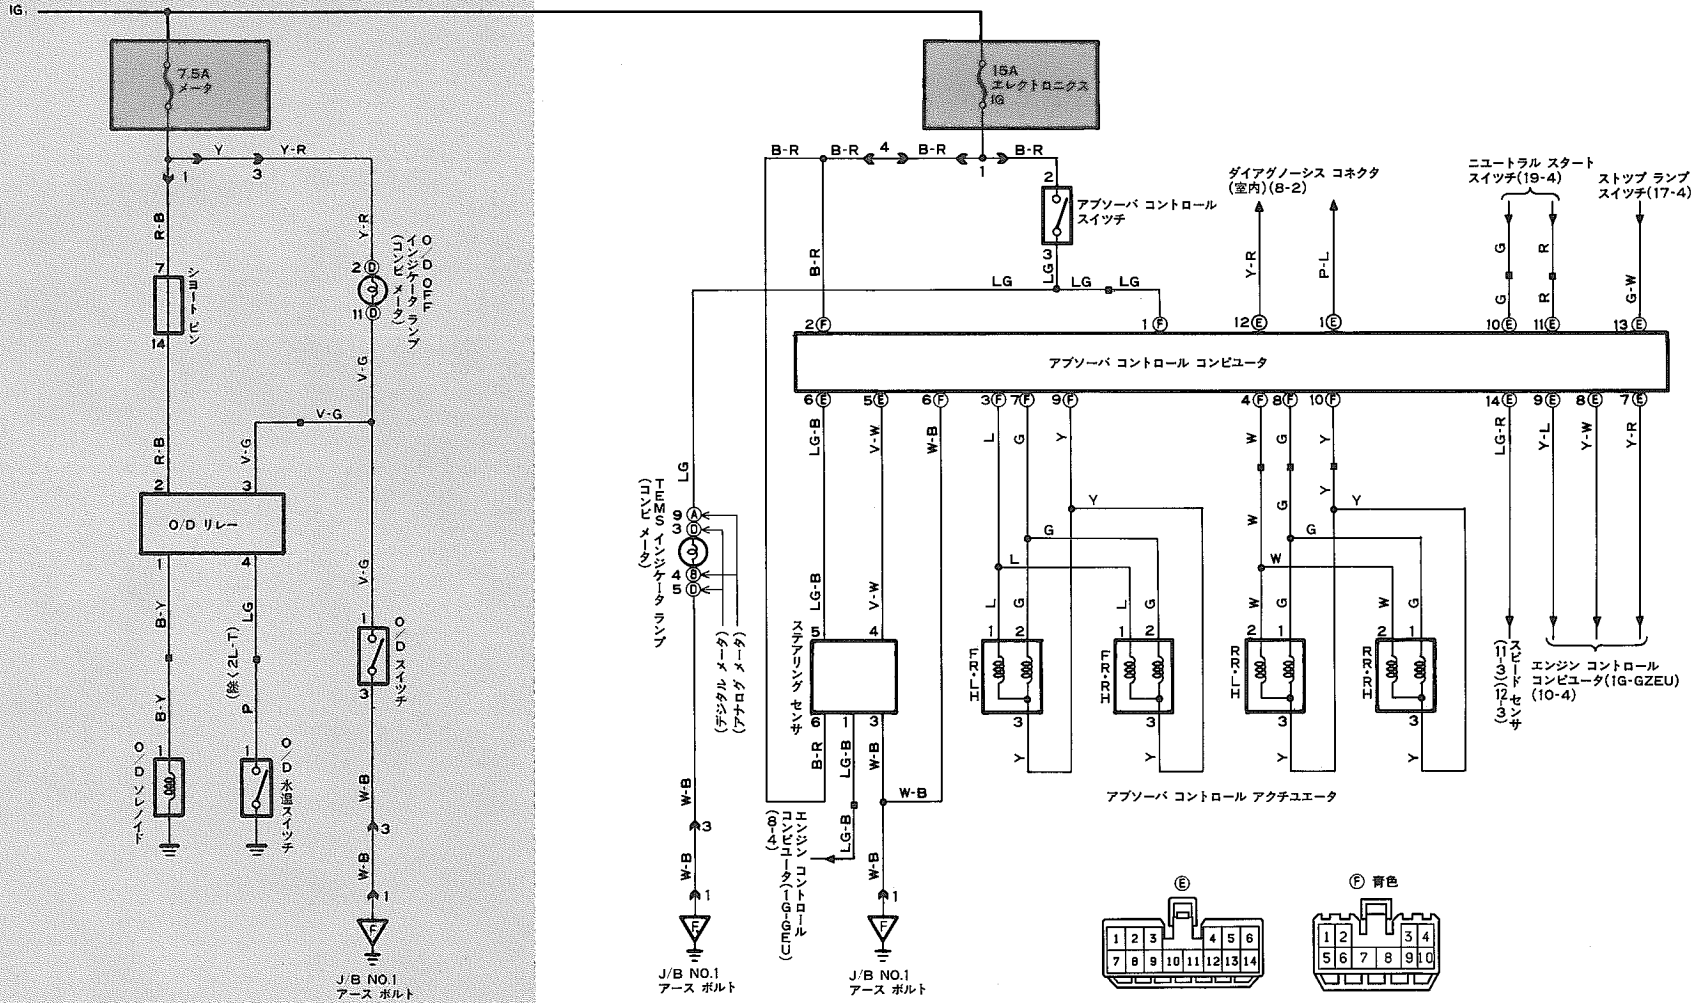 IG
7.5A
メータ
15A
エレクトロニクス
IG
Y
Y-R
1
3
B-R
B-R
4
B-R
1
B-R
2
アブソーバ コントロール
スイッチ
3
LG
LG
LG
LG
ダイアグノーシス コネクタ
(室内)(8-2)
ニュートラル スタート
スイッチ(19-4)
ストップ ランプ
スイッチ(17-4)
R-B
Y-R
7
ショート ピン
14
2 D
11 D
O/D OFF
インジケータ ランプ
(コンビ メータ)
B-R
Y-R
P-L
G
R
G
R
G-W
2 F
1 F
12 E
1 E
10 E
11 E
13 E
アブソーバ コントロール コンピュータ
6 E
5 E
6 F
3 F
7 F
9 F
4 F
8 F
10 F
14 E
9 E
8 E
7 E
V-G
V-G
R-B
V-G
2
3
O/D リレー
1
4
LG-B
V-W
W-B
L
G
Y
W
G
Y
LG-R
Y-L
Y-W
Y-R
LG
TEMS インジケータ ランプ
(コンビ メータ)
9 A
3 D
4 B
5 D
(デジタル メータ)
(アナログ メータ)
Y
G
L
W
G
Y
Y
G
W
B-Y
LG
V-G
(除く2L-T)
B-Y
P
1
O/D スイッチ
3
LG-B
V-W
L
G
L
G
W
G
W
G
5
4
ステアリング センサ
6
1
3
1
2
FR・LH
3
1
2
FR・RH
3
2
1
RR・LH
3
2
1
RR・RH
3
スピード センサ
(11-3)(12-3)
エンジン コントロール
コンピュータ(1G-GZEU)
(10-4)
1
O/D ソレノイド
1
O/D 水温スイッチ
W-B
3
W-B
1
F
J/B NO.1
アース ボルト
W-B
3
W-B
1
F
J/B NO.1
アース ボルト
B-R
LG-B
W-B
W-B
LG-B
エンジン コントロール
コンピュータ(1G-GEU)
(8-4)
W-B
1
F
J/B NO.1
アース ボルト
Y
Y
Y
Y
アブソーバ コントロール アクチュエータ
E
1 2 3 4 5 6
7 8 9 10 11 12 13 14
F 青色
1 2 3 4
5 6 7 8 9 10